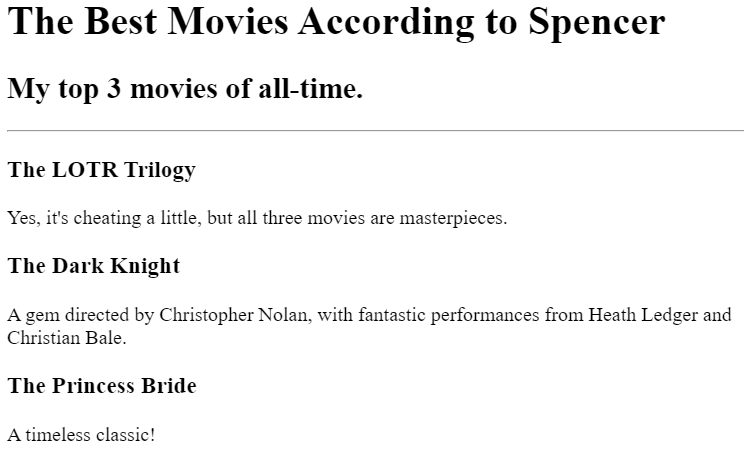 The Best Movies According to Spencer
My top 3 movies of all-time.
The LOTR Trilogy
Yes, it's cheating a little, but all three movies are masterpieces.
The Dark Knight
A gem directed by Christopher Nolan, with fantastic performances from Heath Ledger and
Christian Bale.
The Princess Bride
A timeless classic!